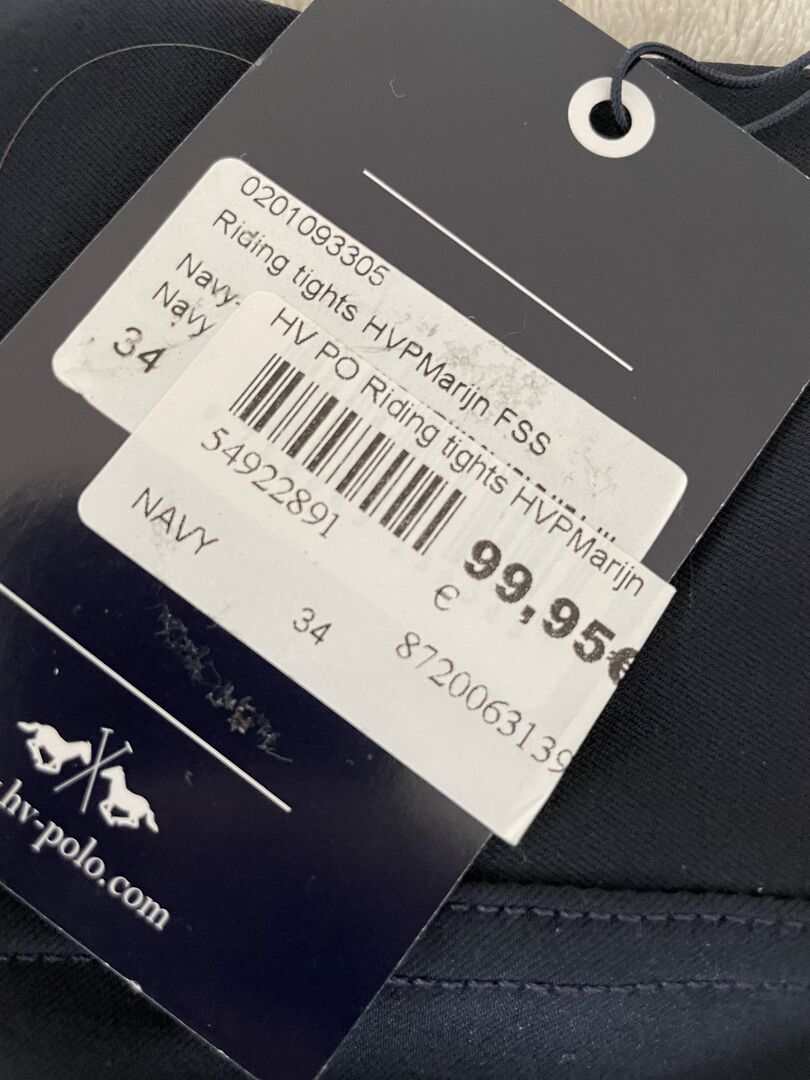 0201093305
Riding tights HVPMarijn FSS
Navy-
Navy
34
HV PO Riding tights HVPMarijn
54922891
NAVY
€
99,95€
34
8720063139
.hv-polo.com